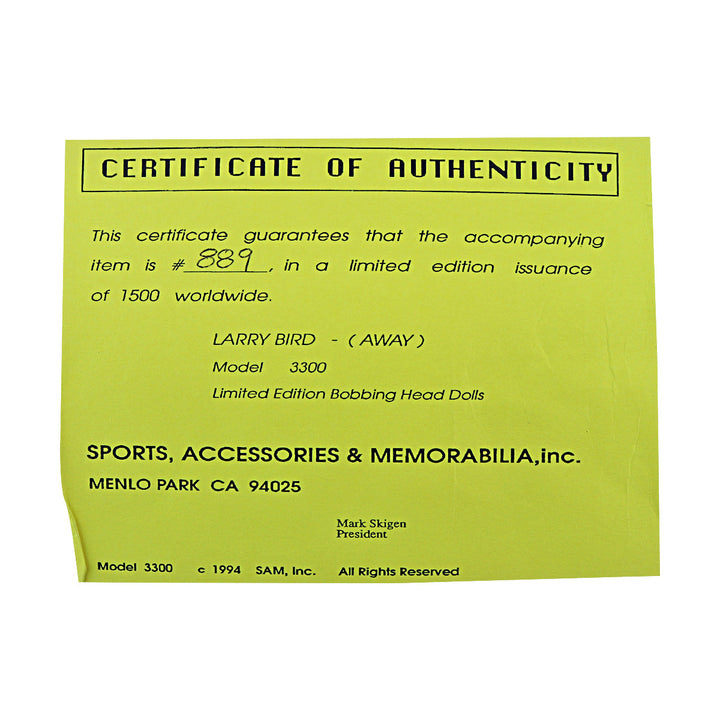 CERTIFICATE OF AUTHENTICITY
This certificate guarantees that the accompanying
item is # 889, in a limited edition issuance
of 1500 worldwide.
LARRY BIRD - (AWAY)
Model 3300
Limited Edition Bobbing Head Dolls
SPORTS, ACCESSORIES & MEMORABILIA,inc.
MENLO PARK CA 94025
Mark Skigen
President
Model 3300 c 1994 SAM, Inc. All Rights Reserved